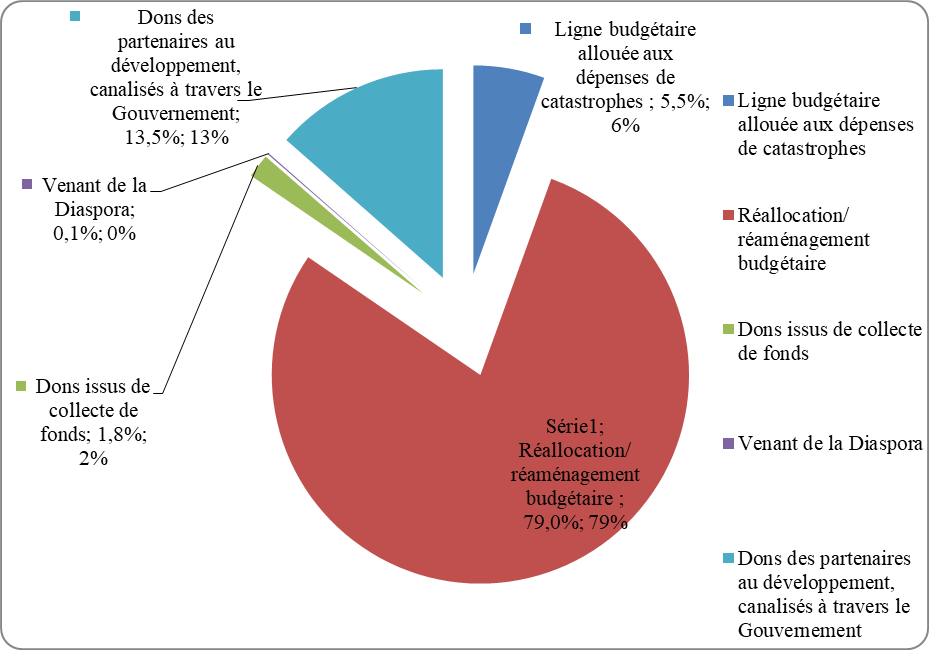 Dons des
partenaires au
développement,
canalisés à travers le
Gouvernement;
13,5%; 13%
Ligne budgétaire
allouée aux
dépenses de
catastrophes ; 5,5%;
6%
Venant de la
Diaspora;
0,1%; 0%
Dons issus de
collecte de
fonds; 1,8%;
2%
Série1;
Réallocation/
réaménagement
budgétaire ;
79,0%; 79%
Ligne budgétaire
allouée aux dépenses
de catastrophes
Réallocation/
réaménagement
budgétaire
Dons issus de collecte
de fonds
Venant de la Diaspora
Dons des partenaires
au développement,
canalisés à travers le
Gouvernement